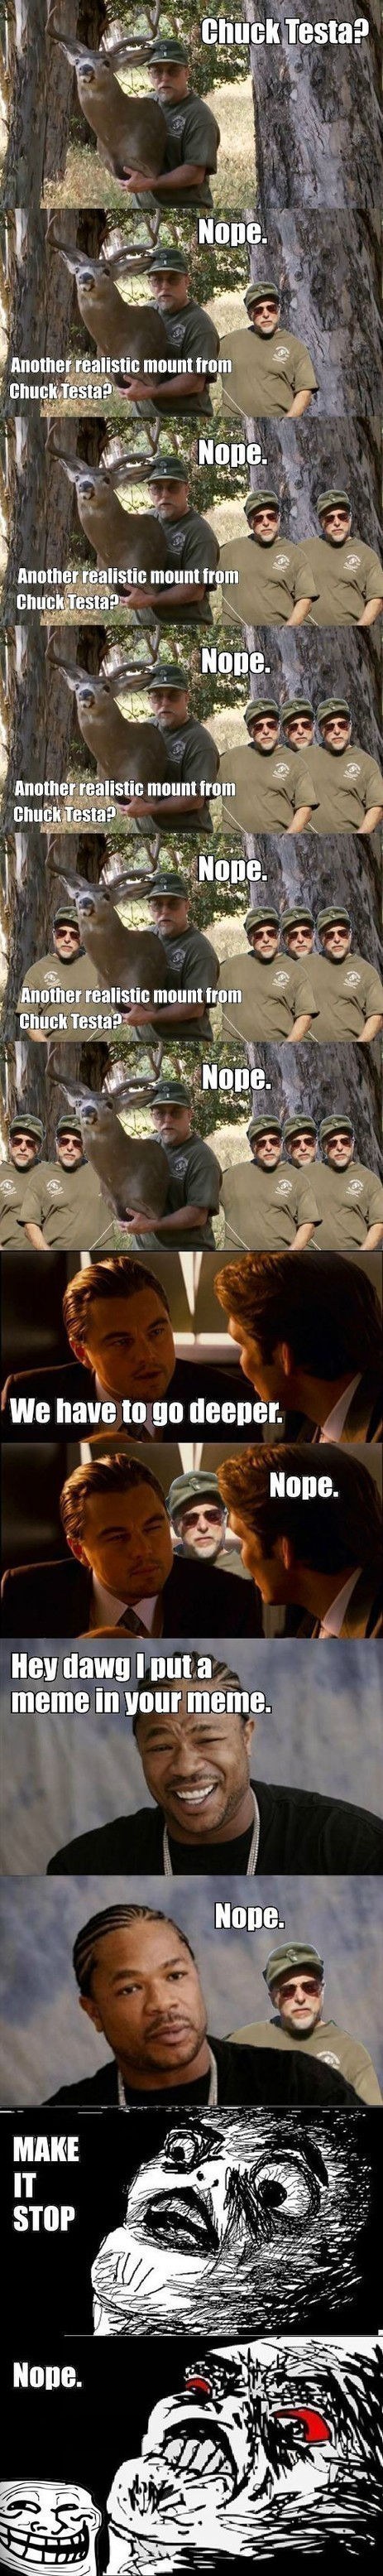 Chuck Testa?
Nope.
Another realistic mount from
Chuck Testa?
Nope.
Another realistic mount from
Chuck Testa?
Nope.
Another realistic mount from
Chuck Testa?
Nope.
Another realistic mount from
Chuck Testa?
Nope.
We have to go deeper.
Nope.
Hey dawg I put a
meme in your meme.
Nope.
MAKE
IT
STOP
Nope.